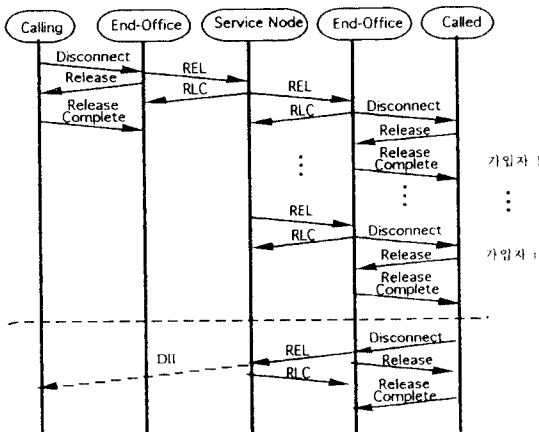 Calling End-Office Service Node End-Office Called
Disconnect
REL
Release
REL
RLC
Disconnect
Release
Complete
RLC
Release
Release
Complete
가입자
REL
Disconnect
RLC
Release
가입자
Release
Complete
Disconnect
REL
DII
Release
RLC
Release
Complete